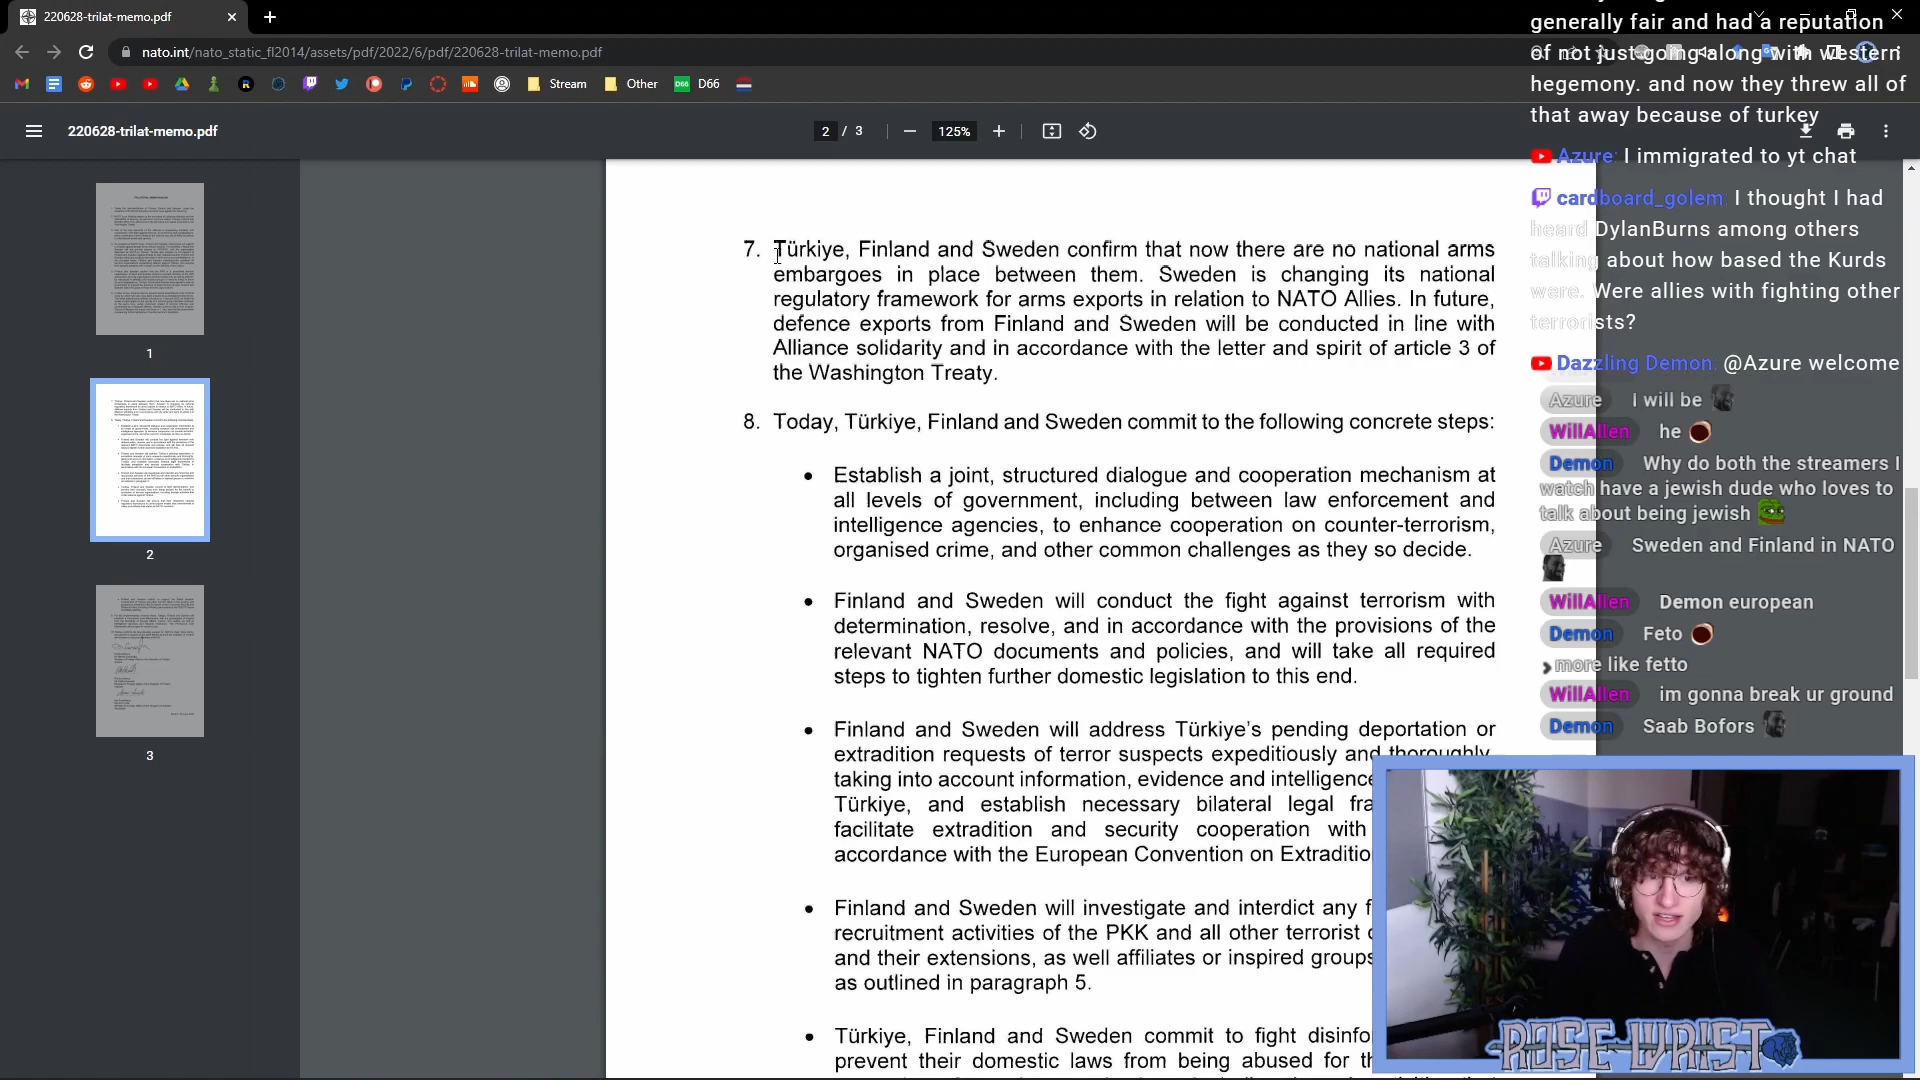 220628-trilat-memo.pdf
nato.int/nato_static_fl2014/assets/pdf/2022/6/pdf/220628-trilat-memo.pdf
Stream
Other
D66
D66
220628-trilat-memo.pdf
2 / 3
125%
1
2
3
7. Türkiye, Finland and Sweden confirm that now there are no national arms
embargoes in place between them. Sweden is changing its national
regulatory framework for arms exports in relation to NATO Allies. In future,
defence exports from Finland and Sweden will be conducted in line with
Alliance solidarity and in accordance with the letter and spirit of article 3 of
the Washington Treaty.
8. Today, Türkiye, Finland and Sweden commit to the following concrete steps:
• Establish a joint, structured dialogue and cooperation mechanism at
all levels of government, including between law enforcement and
intelligence agencies, to enhance cooperation on counter-terrorism,
organised crime, and other common challenges as they so decide.
• Finland and Sweden will conduct the fight against terrorism with
determination, resolve, and in accordance with the provisions of the
relevant NATO documents and policies, and will take all required
steps to tighten further domestic legislation to this end.
• Finland and Sweden will address Türkiye's pending deportation or
extradition requests of terror suspects expeditiously and thoroughly,
taking into account information, evidence and intelligence
Türkiye, and establish necessary bilateral legal fra
facilitate extradition and security cooperation with
accordance with the European Convention on Extraditio
• Finland and Sweden will investigate and interdict any f
recruitment activities of the PKK and all other terrorist
and their extensions, as well affiliates or inspired groups
as outlined in paragraph 5.
• Türkiye, Finland and Sweden commit to fight disinfo
prevent their domestic laws from being abused for th
generally fair and had a reputation
of not just going along with western
hegemony. and now they threw all of
that away because of turkey
Azure: I immigrated to yt chat
cardboard_golem: I thought I had
heard DylanBurns among others
talking about how based the Kurds
were. Were allies with fighting other
terrorists?
Dazzling Demon: @Azure welcome
Azure I will be
WillAllen he
Demon Why do both the streamers I
watch have a jewish dude who loves to
talk about being jewish
Azure Sweden and Finland in NATO
WillAllen Demon european
Demon Feto
more like fetto
WillAllen im gonna break ur ground
Demon Saab Bofors
ROSE WRIST